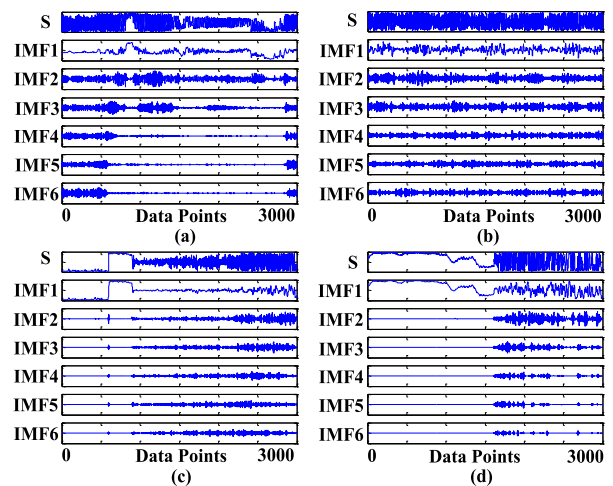 S
IMF1
IMF2
IMF3
IMF4
IMF5
IMF6
0 Data Points 3000
(a)
S
IMF1
IMF2
IMF3
IMF4
IMF5
IMF6
0 Data Points 3000
(b)
S
IMF1
IMF2
IMF3
IMF4
IMF5
IMF6
0 Data Points 3000
(c)
S
IMF1
IMF2
IMF3
IMF4
IMF5
IMF6
0 Data Points 3000
(d)